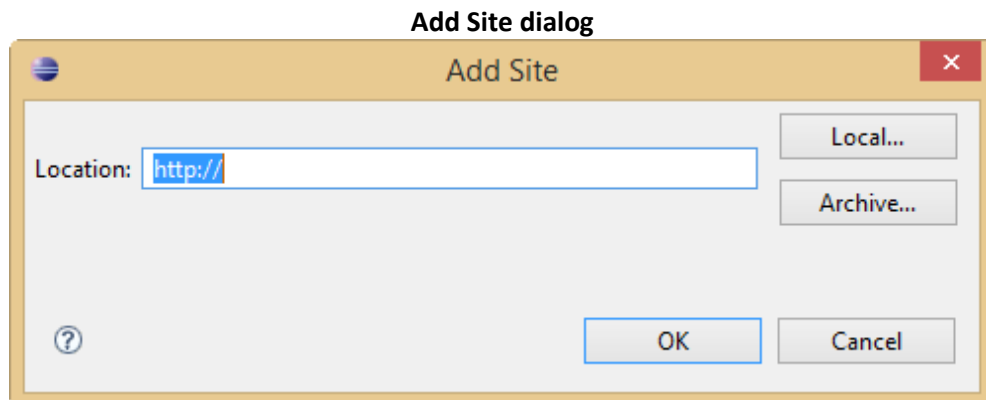 Add Site dialog
Add Site
Local...
Location: http://
Archive...
OK Cancel